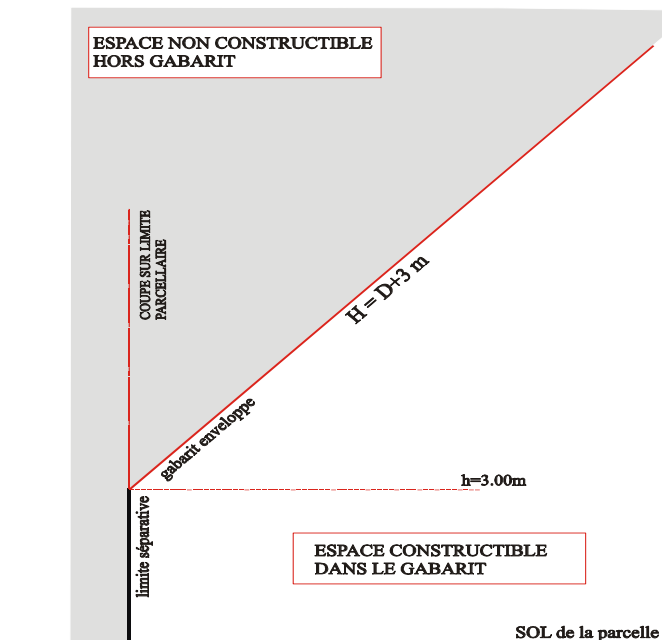 ESPACE NON CONSTRUCTIBLE
HORS GABARIT
COUPE SUR LIMITE
PARCELLAIRE
H = D+3 m
gabarit enveloppe
h=3.00m
limite séparative
ESPACE CONSTRUCTIBLE
DANS LE GABARIT
SOL de la parcelle